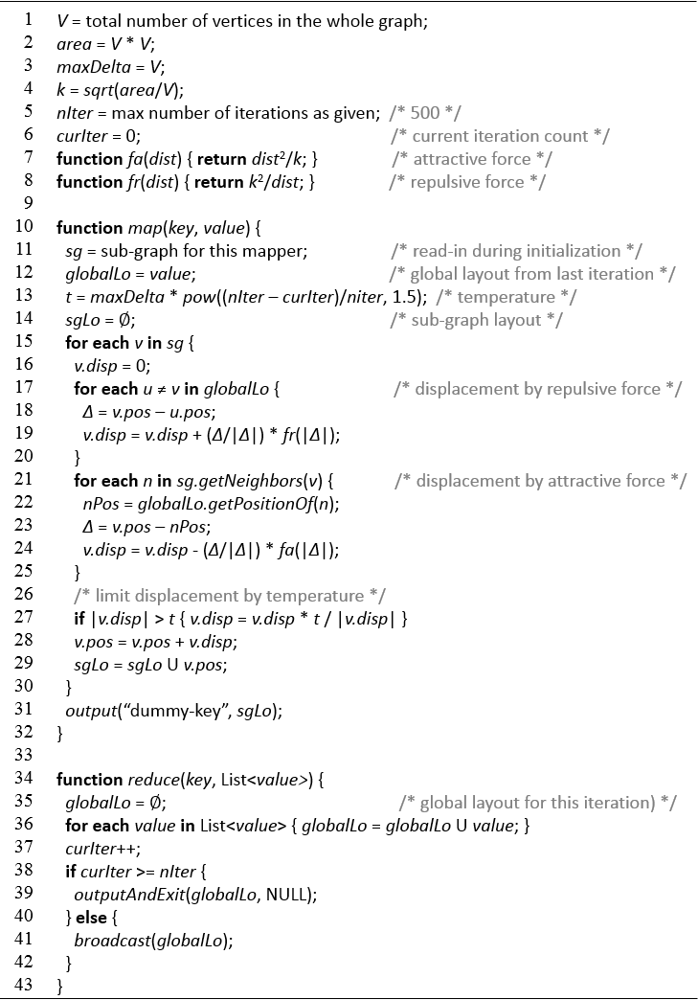 1 V = total number of vertices in the whole graph;
2 area = V * V;
3 maxDelta = V;
4 k = sqrt(area/V);
5 nIter = max number of iterations as given; /* 500 */
6 curIter = 0; /* current iteration count */
7 function fa(dist) { return dist²/k; } /* attractive force */
8 function fr(dist) { return k²/dist; } /* repulsive force */
9
10 function map(key, value) {
11 sg = sub-graph for this mapper; /* read-in during initialization */
12 globalLo = value; /* global layout from last iteration */
13 t = maxDelta * pow((nIter – curIter)/niter, 1.5); /* temperature */
14 sgLo = Ø; /* sub-graph layout */
15 for each v in sg {
16 v.disp = 0;
17 for each u ≠ v in globalLo { /* displacement by repulsive force */
18 Δ = v.pos – u.pos;
19 v.disp = v.disp + (Δ/|Δ|) * fr(|Δ|);
20 }
21 for each n in sg.getNeighbors(v) { /* displacement by attractive force */
22 nPos = globalLo.getPositionOf(n);
23 Δ = v.pos – nPos;
24 v.disp = v.disp - (Δ/|Δ|) * fa(|Δ|);
25 }
26 /* limit displacement by temperature */
27 if |v.disp| > t { v.disp = v.disp * t / |v.disp| }
28 v.pos = v.pos + v.disp;
29 sgLo = sgLo U v.pos;
30 }
31 output(“dummy-key”, sgLo);
32 }
33
34 function reduce(key, List<value>) {
35 globalLo = Ø; /* global layout for this iteration) */
36 for each value in List<value> { globalLo = globalLo U value; }
37 curIter++;
38 if curIter >= nIter {
39 outputAndExit(globalLo, NULL);
40 } else {
41 broadcast(globalLo);
42 }
43 }